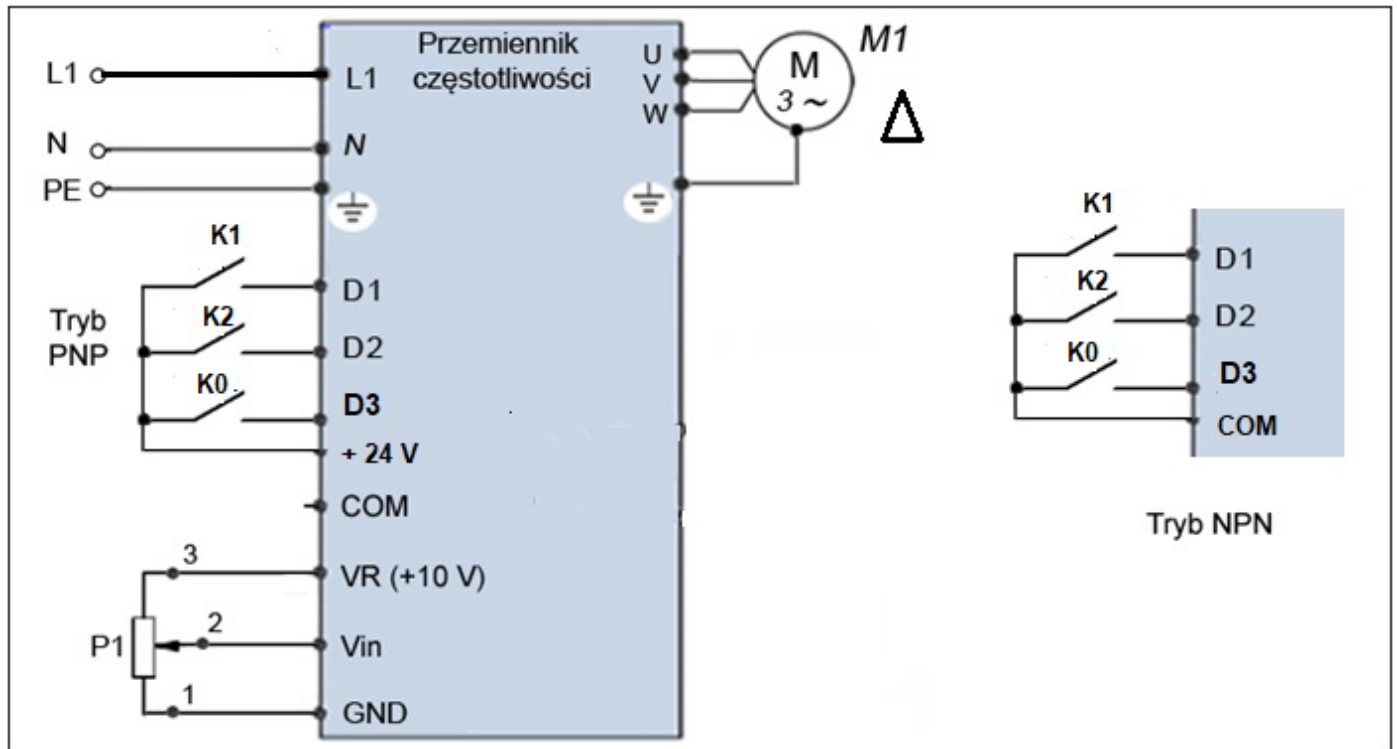 Przemiennik
częstotliwości
L1
L1
N
N
PE
U
V
W
M
3 ~
M1
Δ
Tryb
PNP
K1
D1
K2
D2
K0
D3
+ 24 V
COM
3
VR (+10 V)
P1
2
Vin
1
GND
K1
D1
K2
D2
K0
D3
COM
Tryb NPN